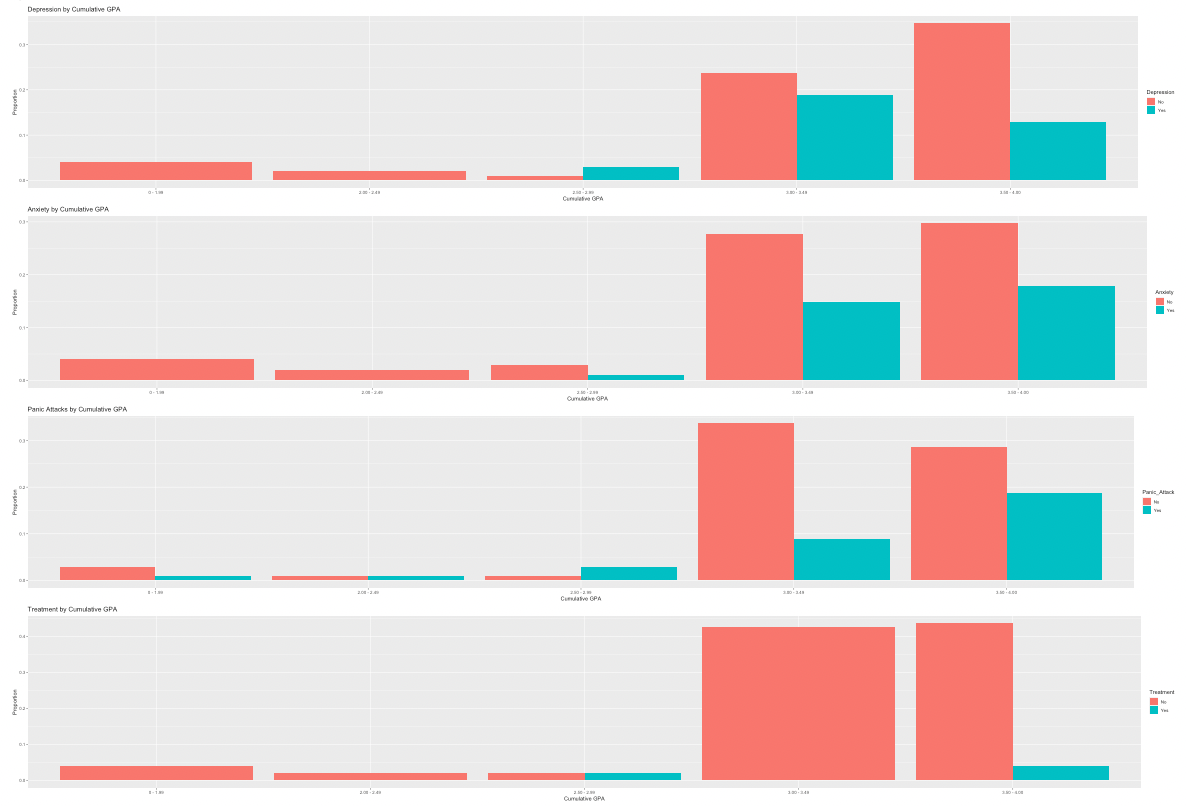 Depression by Cumulative GPA
Proportion
0.3
0.2
0.1
0.0
0 - 1.99
2.00 - 2.49
2.50 - 2.99
3.00 - 3.49
3.50 - 4.00
Cumulative GPA
Depression
No
Yes
Anxiety by Cumulative GPA
Proportion
0.3
0.2
0.1
0.0
0 - 1.99
2.00 - 2.49
2.50 - 2.99
3.00 - 3.49
3.50 - 4.00
Cumulative GPA
Anxiety
No
Yes
Panic Attacks by Cumulative GPA
Proportion
0.3
0.2
0.1
0.0
0 - 1.99
2.00 - 2.49
2.50 - 2.99
3.00 - 3.49
3.50 - 4.00
Cumulative GPA
Panic_Attack
No
Yes
Treatment by Cumulative GPA
Proportion
0.4
0.3
0.2
0.1
0.0
0 - 1.99
2.00 - 2.49
2.50 - 2.99
3.00 - 3.49
3.50 - 4.00
Cumulative GPA
Treatment
No
Yes